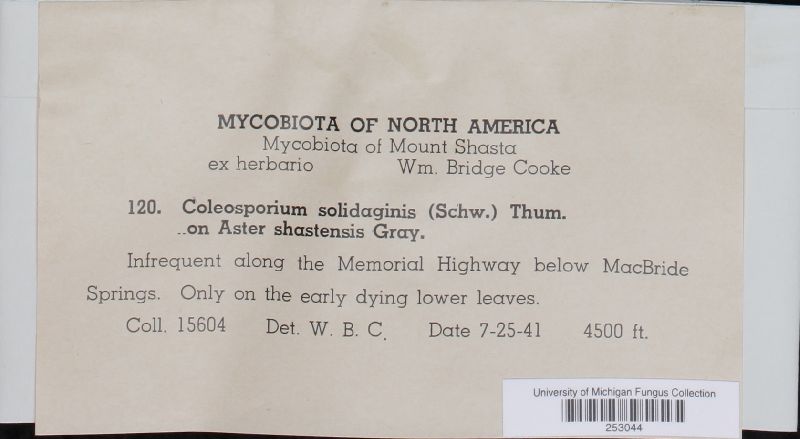 MYCOBIOTA OF NORTH AMERICA
Mycobiota of Mount Shasta
ex herbario Wm. Bridge Cooke
120. Coleosporium solidaginis (Schw.) Thum.
..on Aster shastensis Gray.
Infrequent along the Memorial Highway below MacBride
Springs. Only on the early dying lower leaves.
Coll. 15604 Det. W. B. C. Date 7-25-41 4500 ft.
University of Michigan Fungus Collection
253044